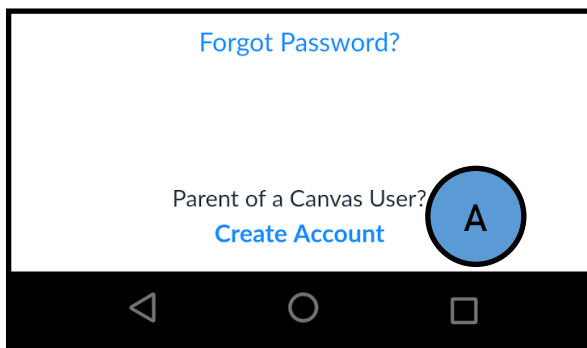 Forgot Password?
Parent of a Canvas User?
Create Account
A